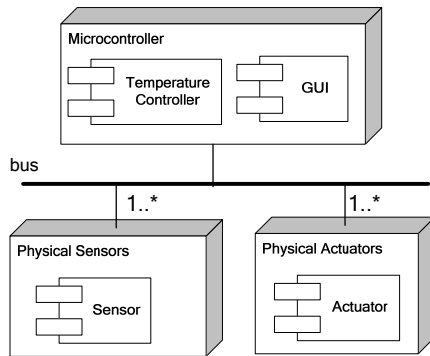 Microcontroller
Temperature
Controller
GUI
bus
1..*
1..*
Physical Sensors
Physical Actuators
Sensor
Actuator